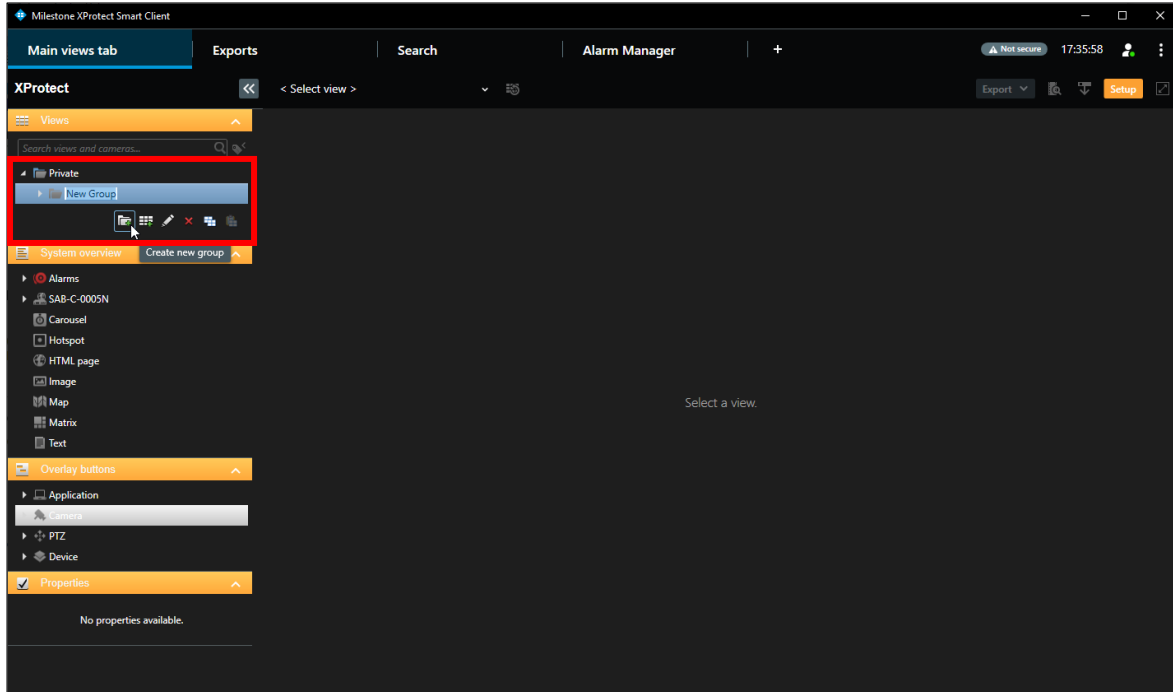 Milestone XProtect Smart Client
Main views tab
Exports
Search
Alarm Manager
+
Not secure
17:35:58
XProtect
< Select view >
Export
Setup
Views
Search views and cameras...
Private
New Group
System overview
Create new group
Alarms
SAB-C-0005N
Carousel
Hotspot
HTML page
Image
Map
Matrix
Text
Select a view.
Overlay buttons
Application
Camera
PTZ
Device
Properties
No properties available.